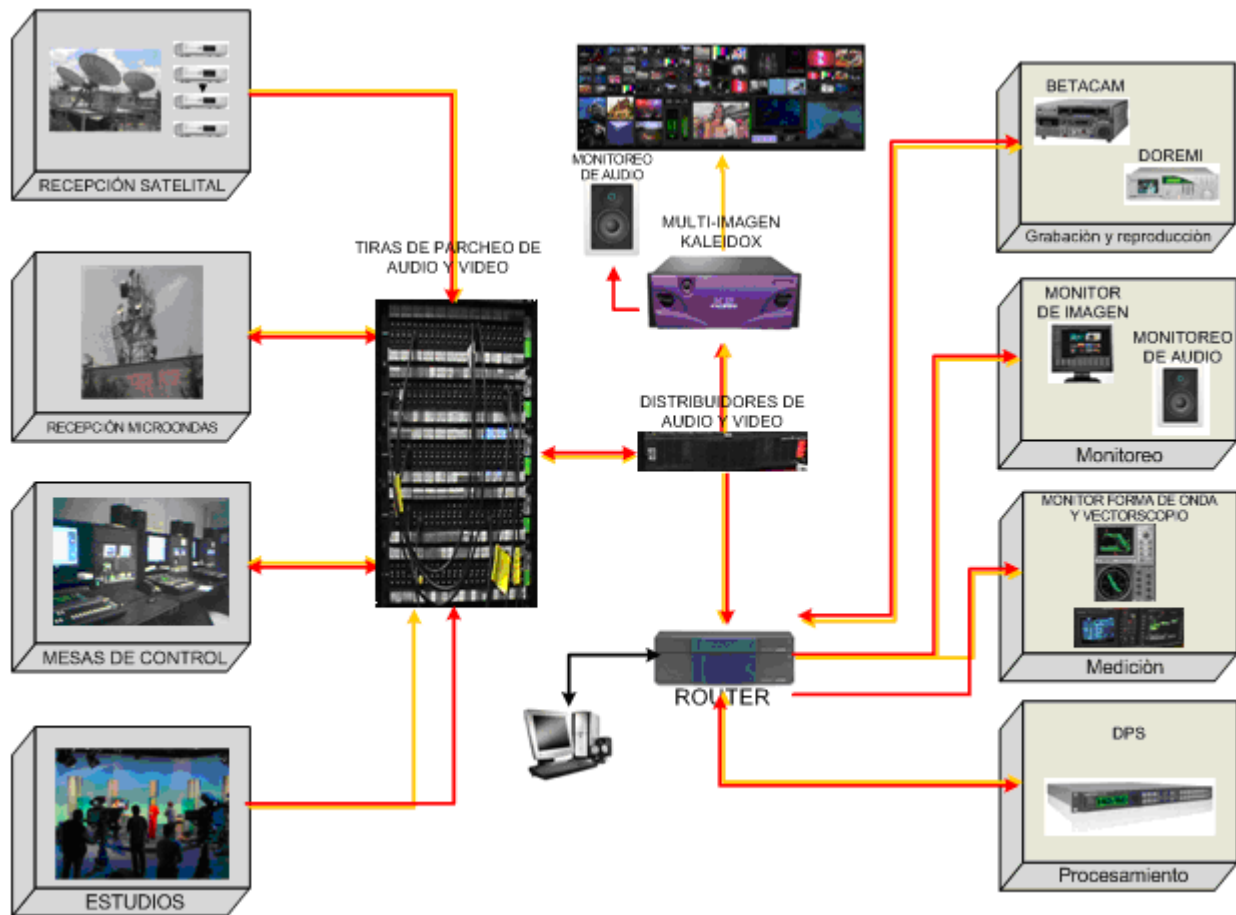 RECEPCIÓN SATELITAL
RECEPCIÓN MICROONDAS
MESAS DE CONTROL
ESTUDIOS
TIRAS DE PARCHEO DE
AUDIO Y VIDEO
MONITOREO
DE AUDIO
MULTI-IMAGEN
KALEIDOX
DISTRIBUIDORES DE
AUDIO Y VIDEO
ROUTER
BETACAM
DOREMI
Grabaciòn y reproducciòn
MONITOR
DE IMAGEN
MONITOREO
DE AUDIO
Monitoreo
MONITOR FORMA DE ONDA
Y VECTORSCOPIO
Mediciòn
DPS
Procesamiento